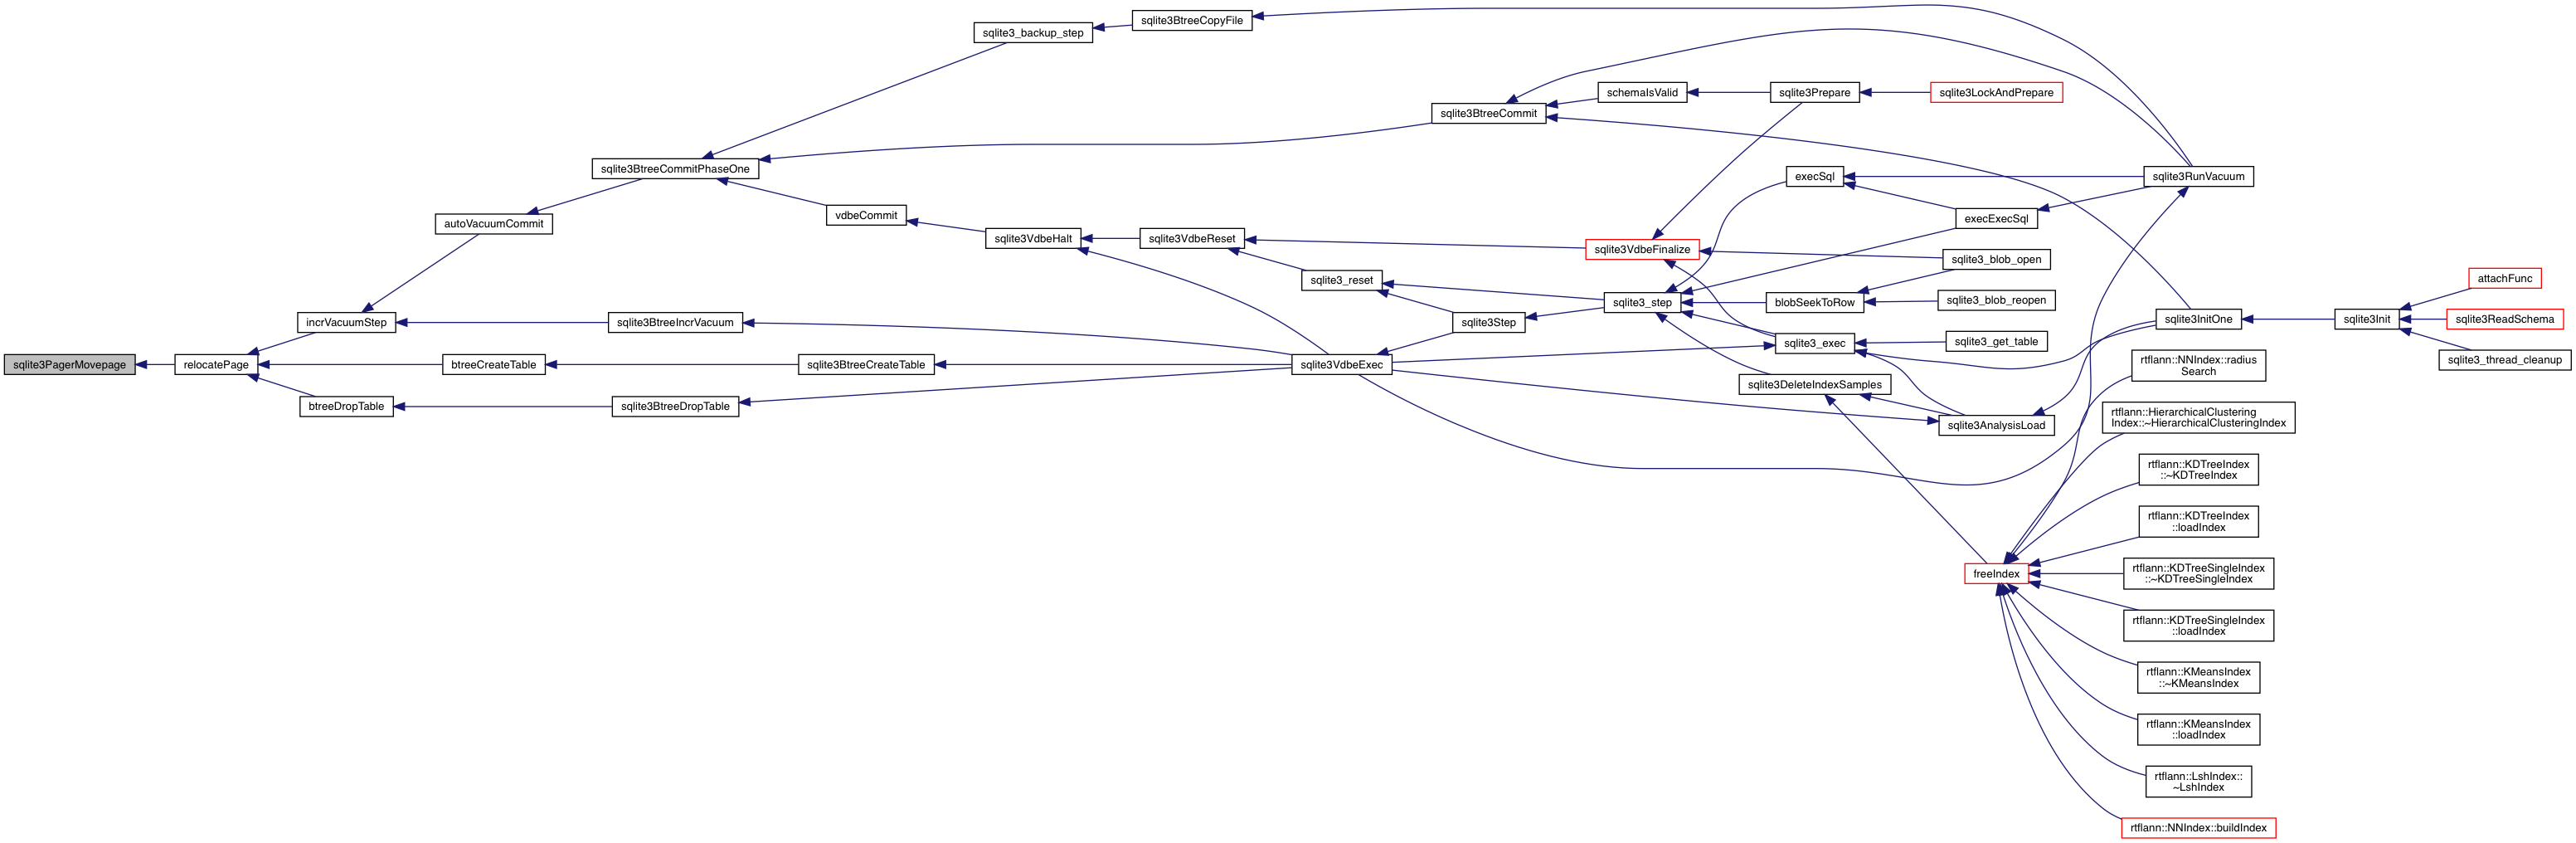 sqlite3PagerMovepage
relocatePage
incrVacuumStep
btreeCreateTable
btreeDropTable
autoVacuumCommit
sqlite3BtreeIncrVacuum
sqlite3BtreeCreateTable
sqlite3BtreeDropTable
sqlite3BtreeCommitPhaseOne
sqlite3_backup_step
sqlite3BtreeCopyFile
vdbeCommit
sqlite3VdbeHalt
sqlite3VdbeReset
sqlite3_reset
sqlite3VdbeExec
sqlite3BtreeCommit
sqlite3Step
schemaIsValid
sqlite3VdbeFinalize
sqlite3_step
sqlite3Prepare
sqlite3LockAndPrepare
execSql
execExecSql
sqlite3_blob_open
blobSeekToRow
sqlite3_blob_reopen
sqlite3_exec
sqlite3_get_table
sqlite3DeleteIndexSamples
sqlite3AnalysisLoad
freeIndex
sqlite3RunVacuum
sqlite3InitOne
sqlite3Init
attachFunc
sqlite3ReadSchema
sqlite3_thread_cleanup
rtflann::NNIndex::radius
Search
rtflann::HierarchicalClustering
Index::~HierarchicalClusteringIndex
rtflann::KDTreeIndex
::~KDTreeIndex
rtflann::KDTreeIndex
::loadIndex
rtflann::KDTreeSingleIndex
::~KDTreeSingleIndex
rtflann::KDTreeSingleIndex
::loadIndex
rtflann::KMeansIndex
::~KMeansIndex
rtflann::KMeansIndex
::loadIndex
rtflann::LshIndex::
~LshIndex
rtflann::NNIndex::buildIndex